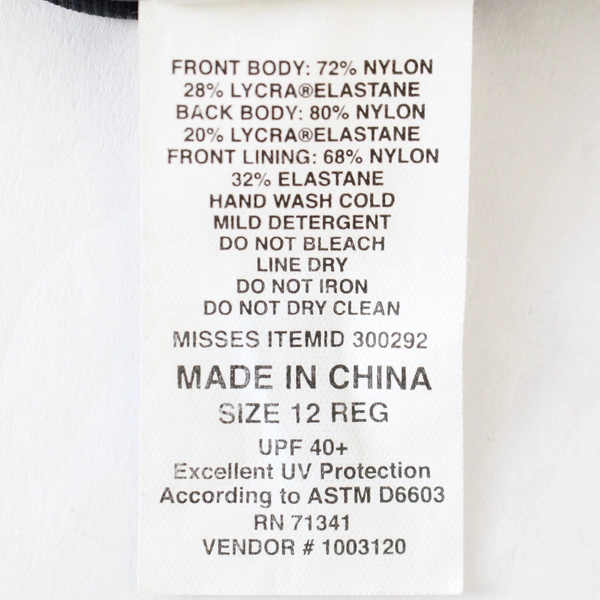 FRONT BODY: 72% NYLON
28% LYCRA®ELASTANE
BACK BODY: 80% NYLON
20% LYCRA®ELASTANE
FRONT LINING: 68% NYLON
32% ELASTANE
HAND WASH COLD
MILD DETERGENT
DO NOT BLEACH
LINE DRY
DO NOT IRON
DO NOT DRY CLEAN
MISSES ITEMID 300292
MADE IN CHINA
SIZE 12 REG
UPF 40+
Excellent UV Protection
According to ASTM D6603
RN 71341
VENDOR # 1003120